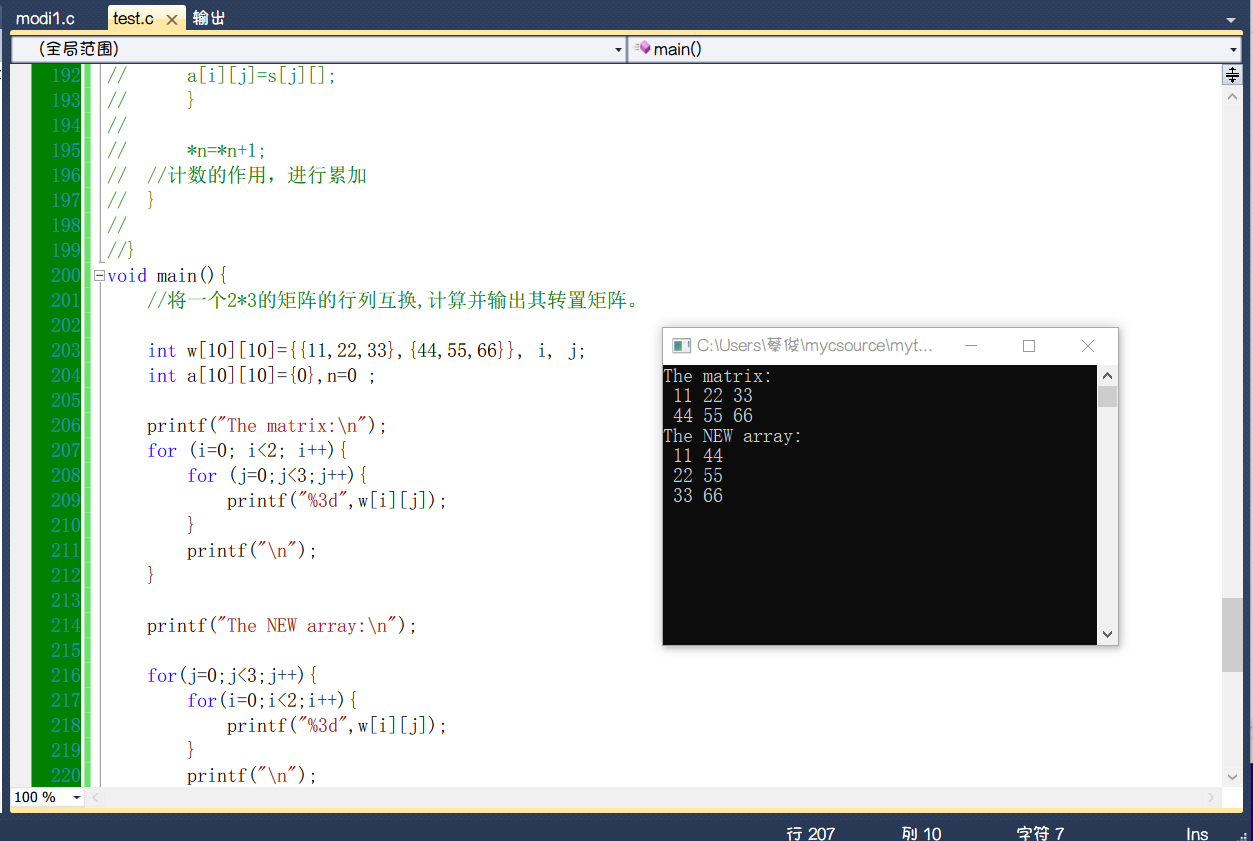 modi1.c test.c × 输出
(全局范围) main()
192 // a[i][j]=s[j][];
193 // }
194 //
195 // *n=*n+1;
196 // //计数的作用，进行累加
197 // }
198 //
199 //}
200 void main(){
201 //将一个2*3的矩阵的行列互换,计算并输出其转置矩阵。
202
203 int w[10][10]={{11,22,33},{44,55,66}}, i, j;
204 int a[10][10]={0},n=0 ;
205
206 printf("The matrix:\n");
207 for (i=0; i<2; i++){
208 for (j=0;j<3;j++){
209 printf("%3d",w[i][j]);
210 }
211 printf("\n");
212 }
213
214 printf("The NEW array:\n");
215
216 for(j=0;j<3;j++){
217 for(i=0;i<2;i++){
218 printf("%3d",w[i][j]);
219 }
220 printf("\n");
C:\Users\蔡俊\mycsource\myt...
The matrix:
11 22 33
44 55 66
The NEW array:
11 44
22 55
33 66
100 %
行 207 列 10 字符 7 Ins